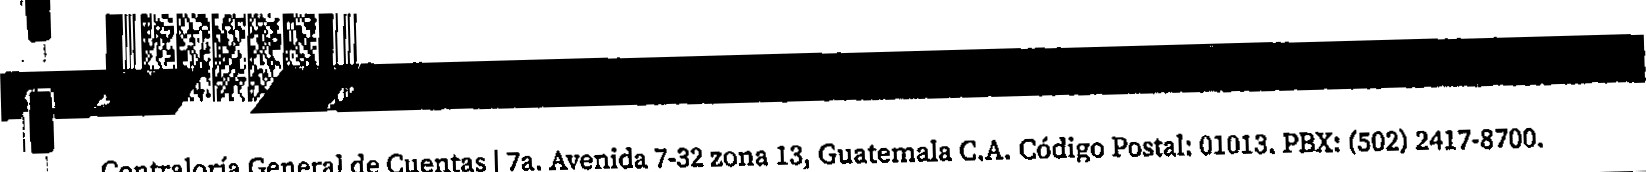 Contraloría General de Cuentas | 7a. Avenida 7-32 zona 13, Guatemala C.A. Código Postal: 01013. PBX: (502) 2417-8700.